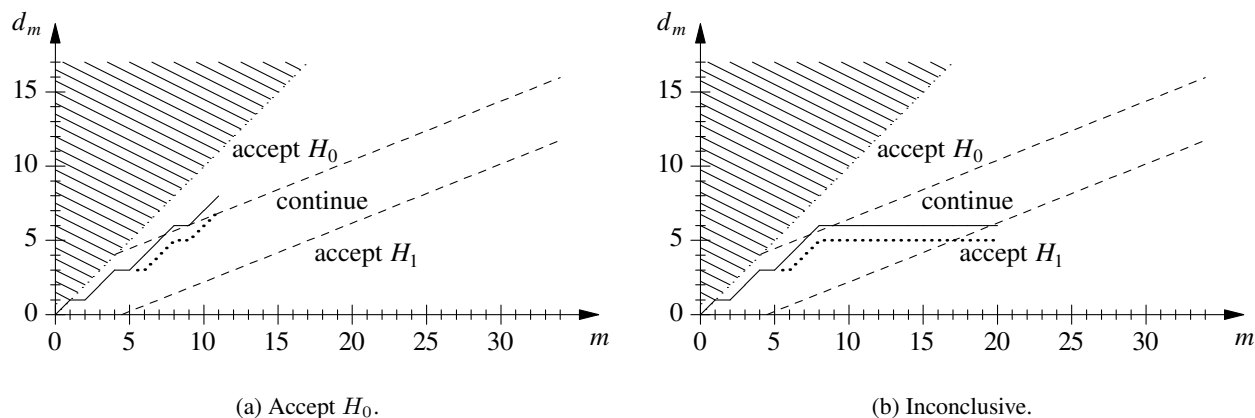 d_m
15
10
5
0
accept H_0
continue
accept H_1
0 5 10 15 20 25 30 m
(a) Accept H_0.
d_m
15
10
5
0
accept H_0
continue
accept H_1
0 5 10 15 20 25 30 m
(b) Inconclusive.